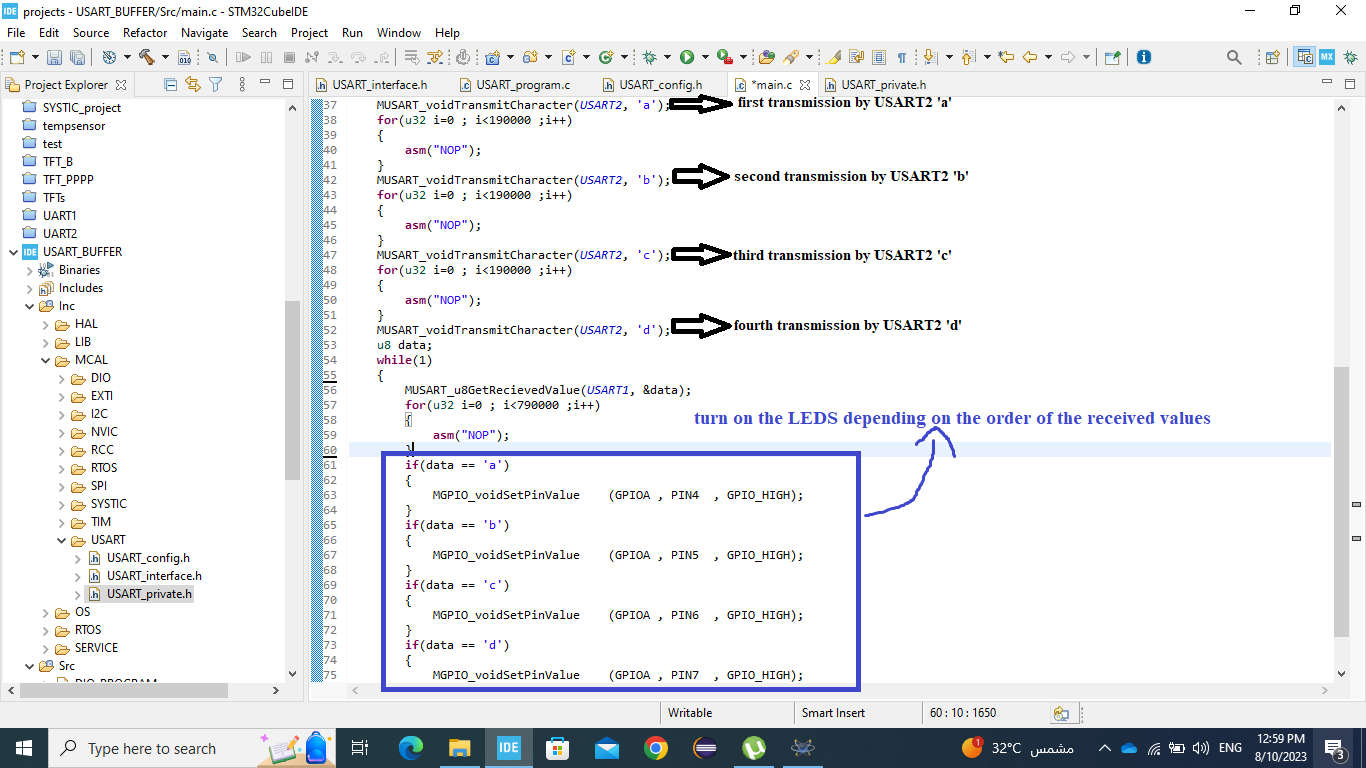 projects - USART_BUFFER/Src/main.c - STM32CubeIDE
File Edit Source Refactor Navigate Search Project Run Window Help
Project Explorer
SYSTIC_project
tempsensor
test
TFT_B
TFT_PPPP
TFTs
UART1
UART2
USART_BUFFER
Binaries
Includes
Inc
HAL
LIB
MCAL
DIO
EXTI
I2C
NVIC
RCC
RTOS
SPI
SYSTIC
TIM
USART
USART_config.h
USART_interface.h
USART_private.h
OS
RTOS
SERVICE
Src
DIO_PROGRAM
USART_interface.h USART_program.c USART_config.h *main.c USART_private.h
37 MUSART_voidTransmitCharacter(USART2, 'a'); first transmission by USART2 'a'
38 for(u32 i=0 ; i<190000 ;i++)
39 {
40 asm("NOP");
41 }
42 MUSART_voidTransmitCharacter(USART2, 'b'); second transmission by USART2 'b'
43 for(u32 i=0 ; i<190000 ;i++)
44 {
45 asm("NOP");
46 }
47 MUSART_voidTransmitCharacter(USART2, 'c'); third transmission by USART2 'c'
48 for(u32 i=0 ; i<190000 ;i++)
49 {
50 asm("NOP");
51 }
52 MUSART_voidTransmitCharacter(USART2, 'd'); fourth transmission by USART2 'd'
53 u8 data;
54 while(1)
55 {
56 MUSART_u8GetRecievedValue(USART1, &data);
57 for(u32 i=0 ; i<790000 ;i++)
58 {
turn on the LEDS depending on the order of the received values
59 asm("NOP");
60 }
61 if(data == 'a')
62 {
63 MGPIO_voidSetPinValue (GPIOA , PIN4 , GPIO_HIGH);
64 }
65 if(data == 'b')
66 {
67 MGPIO_voidSetPinValue (GPIOA , PIN5 , GPIO_HIGH);
68 }
69 if(data == 'c')
70 {
71 MGPIO_voidSetPinValue (GPIOA , PIN6 , GPIO_HIGH);
72 }
73 if(data == 'd')
74 {
75 MGPIO_voidSetPinValue (GPIOA , PIN7 , GPIO_HIGH);
Writable Smart Insert 60 : 10 : 1650
Type here to search
1 32°C مشمس ENG 12:59 PM
8/10/2023
3